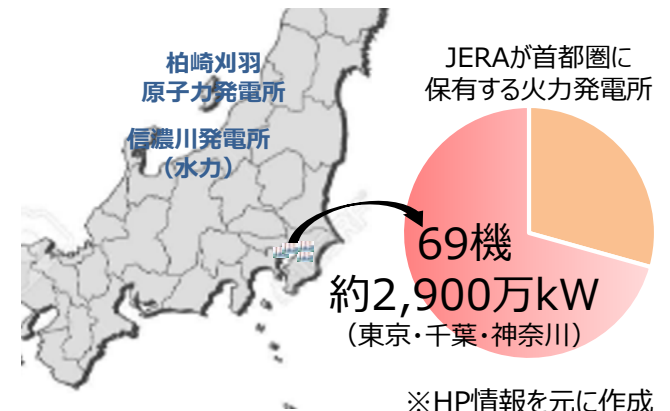 柏崎刈羽
原子力発電所
信濃川発電所
（水力）
JERAが首都圏に
保有する火力発電所
69機
約2,900万kW
（東京・千葉・神奈川）
※HP情報を元に作成